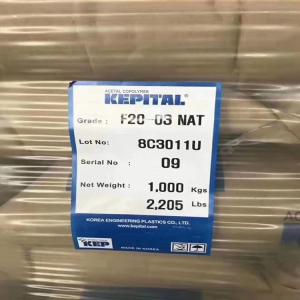 ACETAL COPOLYMER
KEPITAL®
Grade : F20-03 NAT
Lot No: 8C3011U
Serial No 09
Net Weight : 1,000 Kgs
2,205 Lbs
KOREA ENGINEERING PLASTICS CO., LTD.
www.kepital.com
KEP
MADE IN KOREA